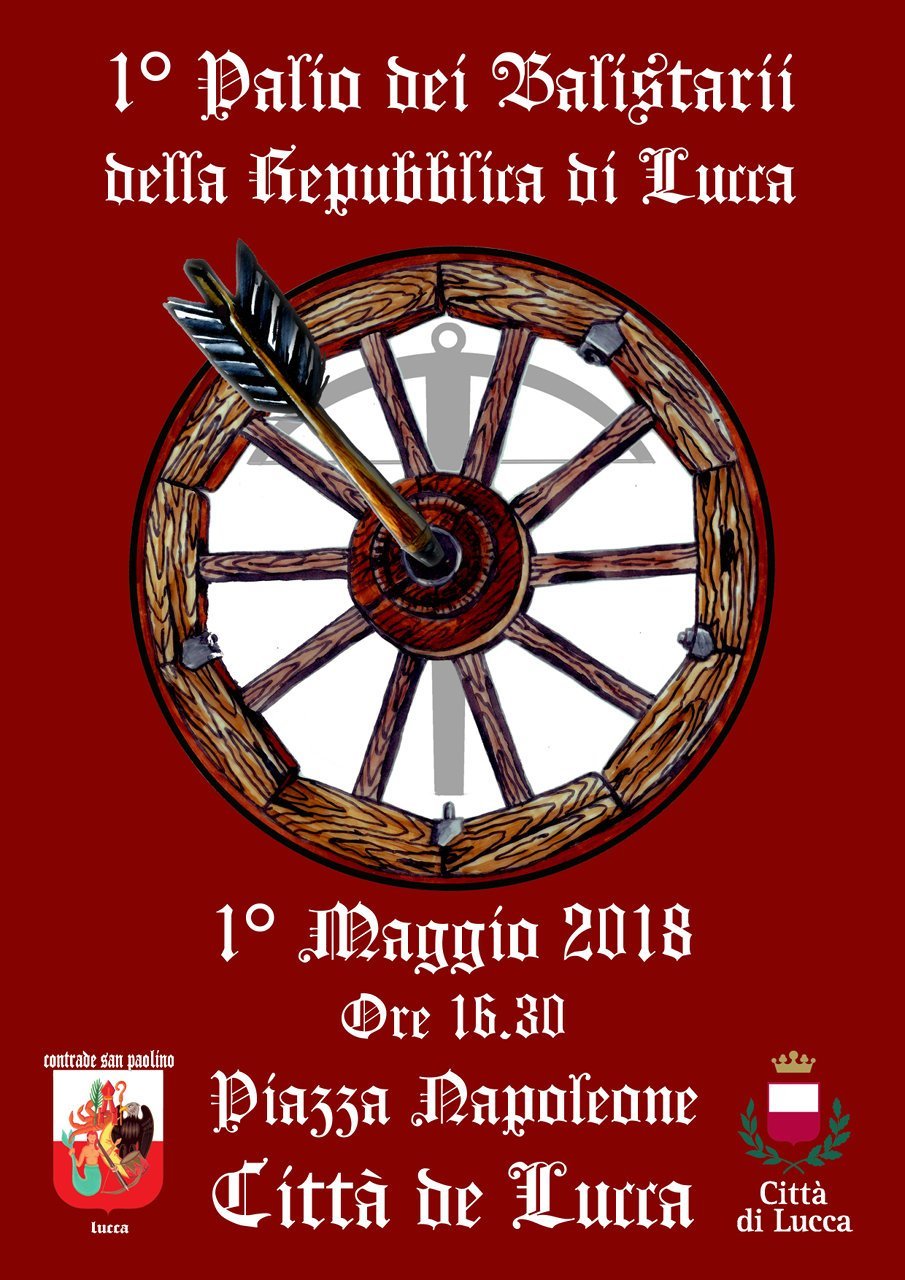 1° Palio dei Balistarii
della Repubblica di Lucca
1° Maggio 2018
Ore 16.30
Piazza Napoleone
Città de Lucca
contrade san paolino
lucca
Città
di Lucca